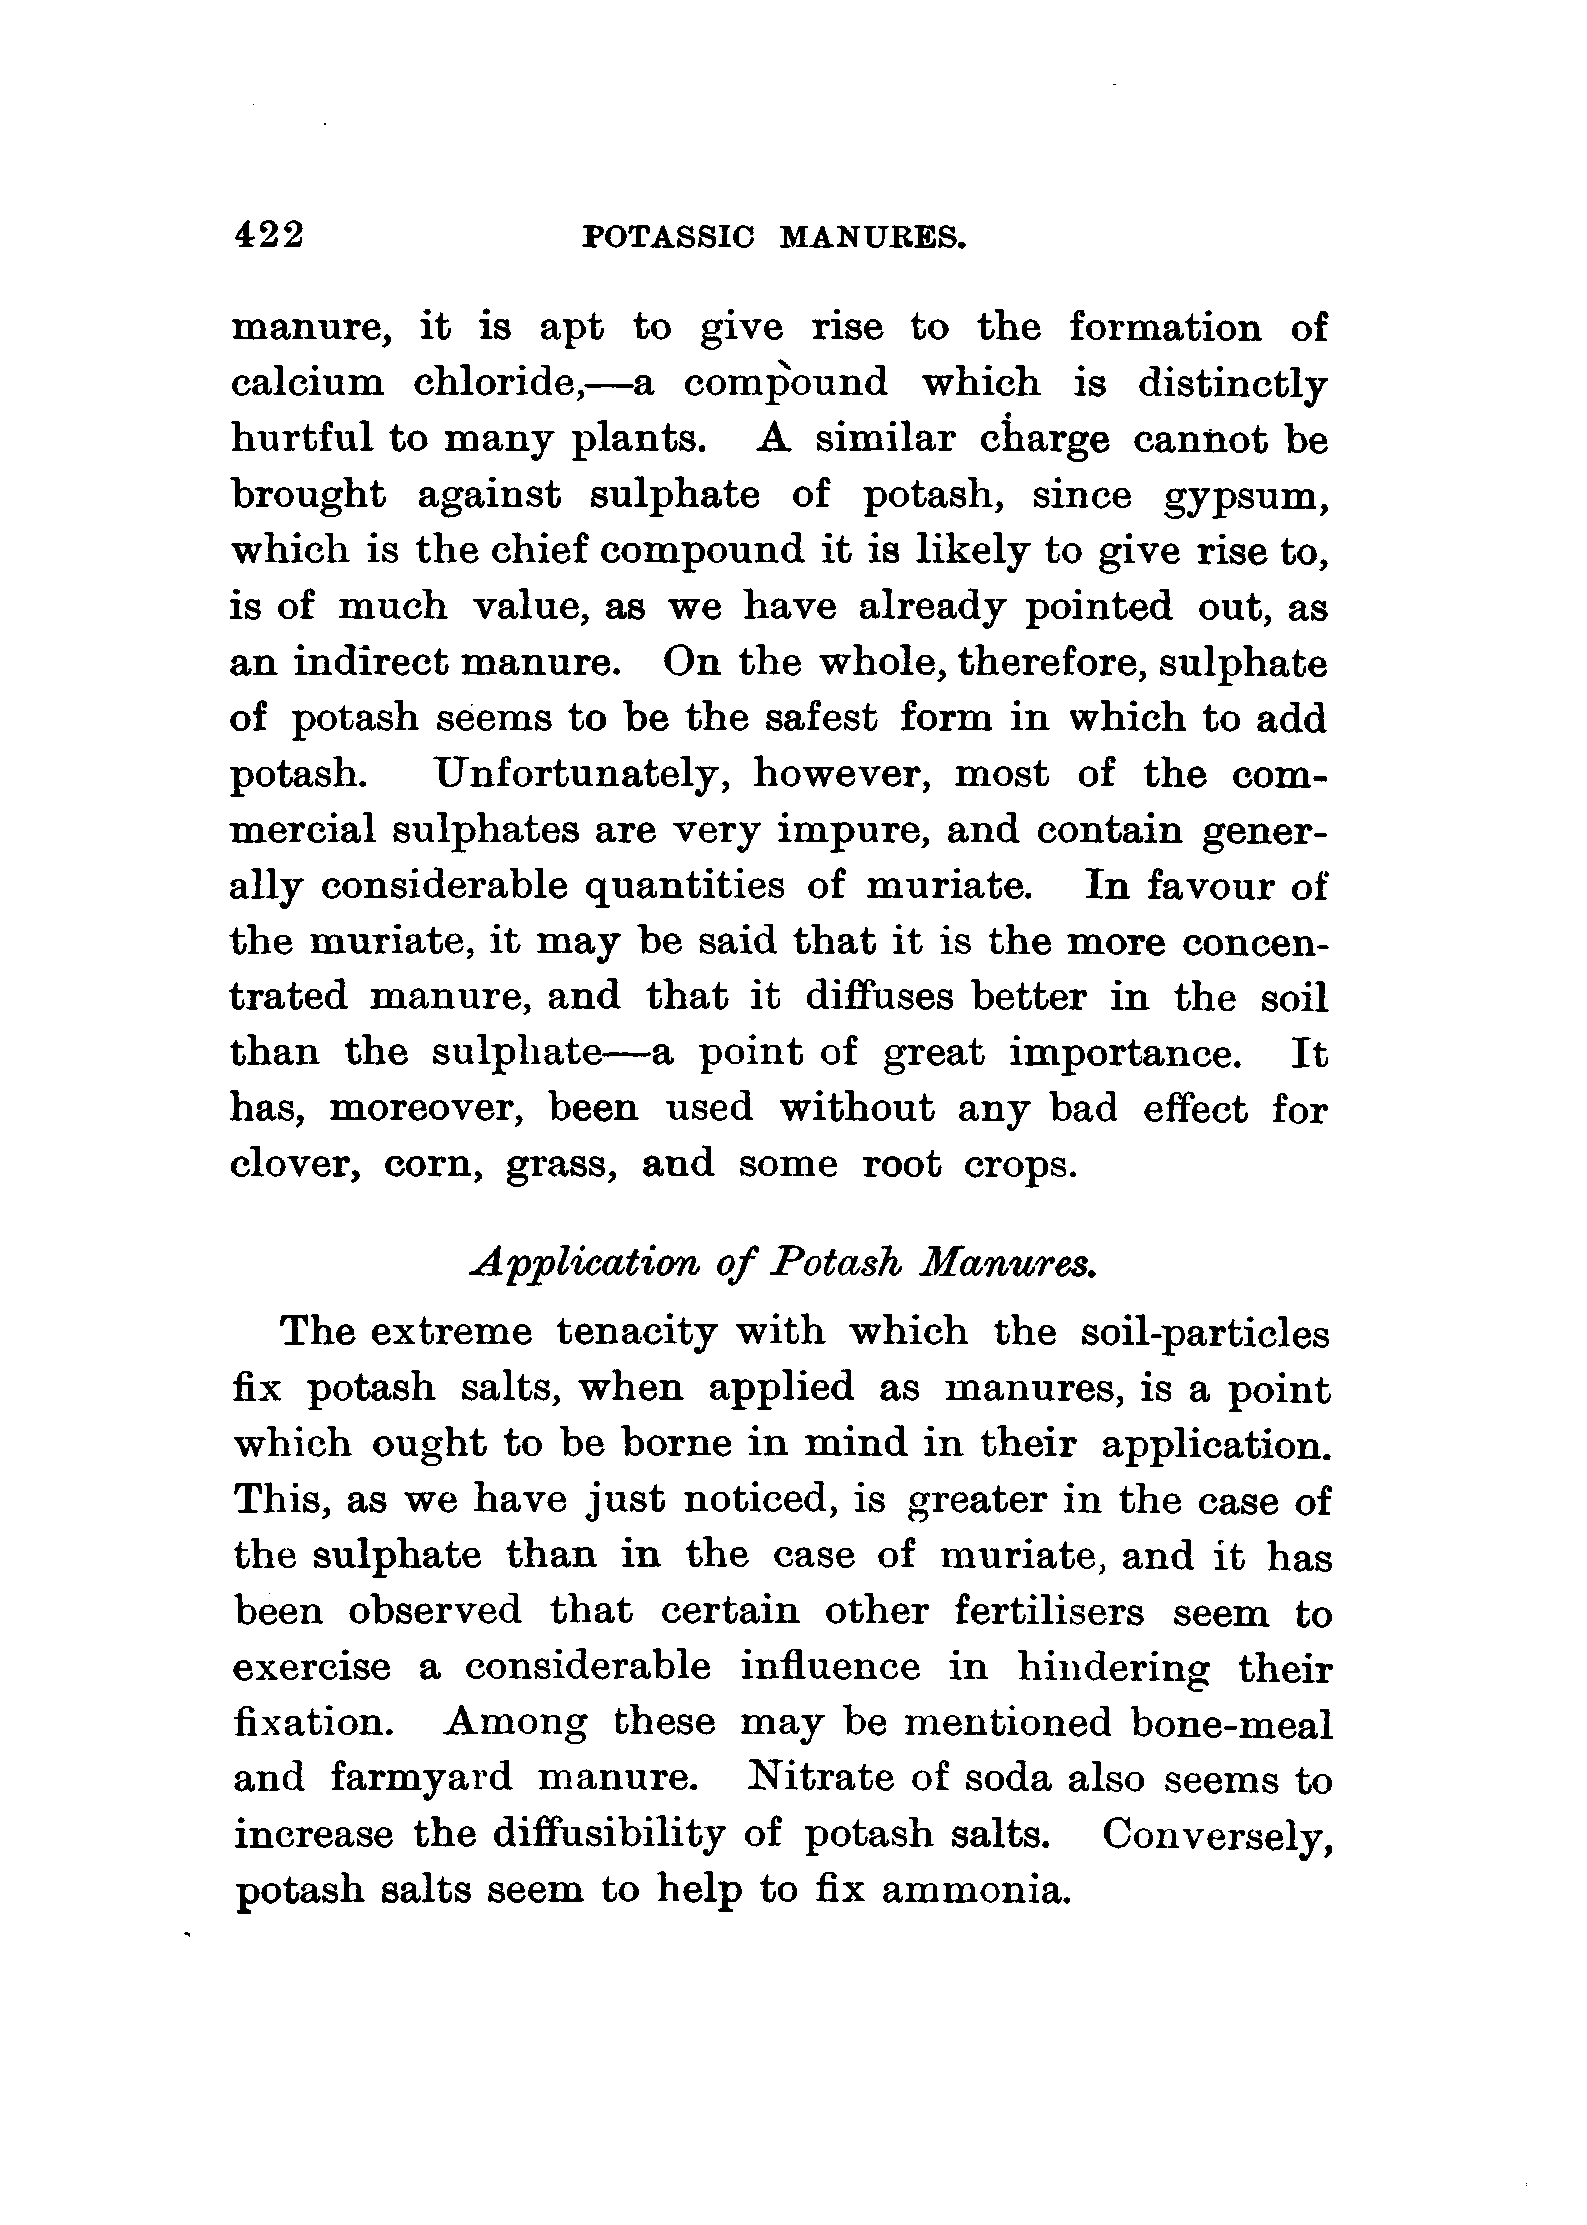 422 POTASSIC MANURES.
manure, it is apt to give rise to the formation of
calcium chloride,—a compound which is distinctly
hurtful to many plants. A similar charge cannot be
brought against sulphate of potash, since gypsum,
which is the chief compound it is likely to give rise to,
is of much value, as we have already pointed out, as
an indirect manure. On the whole, therefore, sulphate
of potash seems to be the safest form in which to add
potash. Unfortunately, however, most of the com-
mercial sulphates are very impure, and contain gener-
ally considerable quantities of muriate. In favour of
the muriate, it may be said that it is the more concen-
trated manure, and that it diffuses better in the soil
than the sulphate—a point of great importance. It
has, moreover, been used without any bad effect for
clover, corn, grass, and some root crops.
Application of Potash Manures.
The extreme tenacity with which the soil-particles
fix potash salts, when applied as manures, is a point
which ought to be borne in mind in their application.
This, as we have just noticed, is greater in the case of
the sulphate than in the case of muriate, and it has
been observed that certain other fertilisers seem to
exercise a considerable influence in hindering their
fixation. Among these may be mentioned bone-meal
and farmyard manure. Nitrate of soda also seems to
increase the diffusibility of potash salts. Conversely,
potash salts seem to help to fix ammonia.